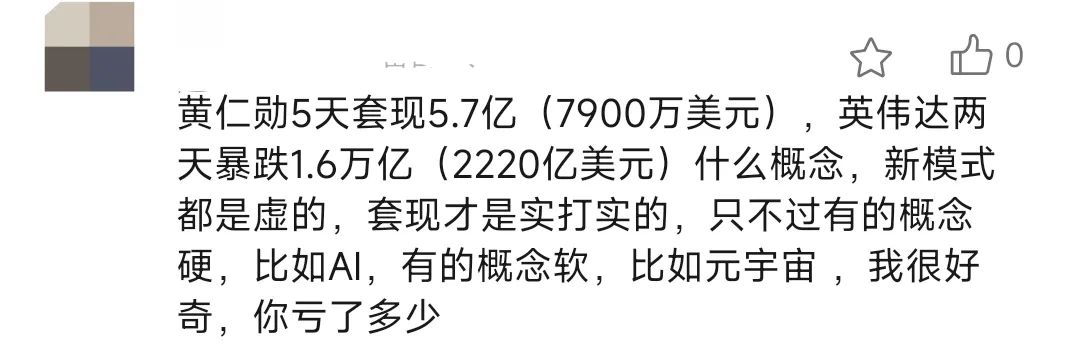 0
黄仁勋5天套现5.7亿（7900万美元），英伟达两
天暴跌1.6万亿（2220亿美元）什么概念，新模式
都是虚的，套现才是实打实的，只不过有的概念
硬，比如AI，有的概念软，比如元宇宙 ，我很好
奇，你亏了多少